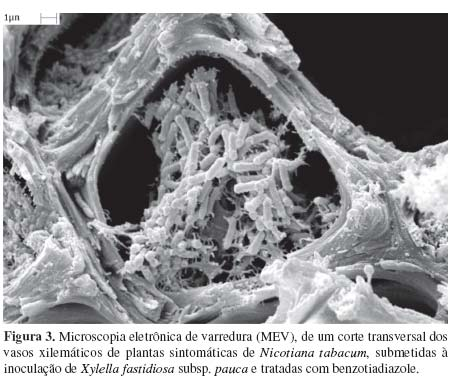 1µn
Figura 3. Microscopia eletrônica de varredura (MEV), de um corte transversal dos
vasos xilemáticos de plantas sintomáticas de Nicotiana tabacum, submetidas à
inoculação de Xylella fastidiosa subsp. pauca e tratadas com benzotiadiazole.